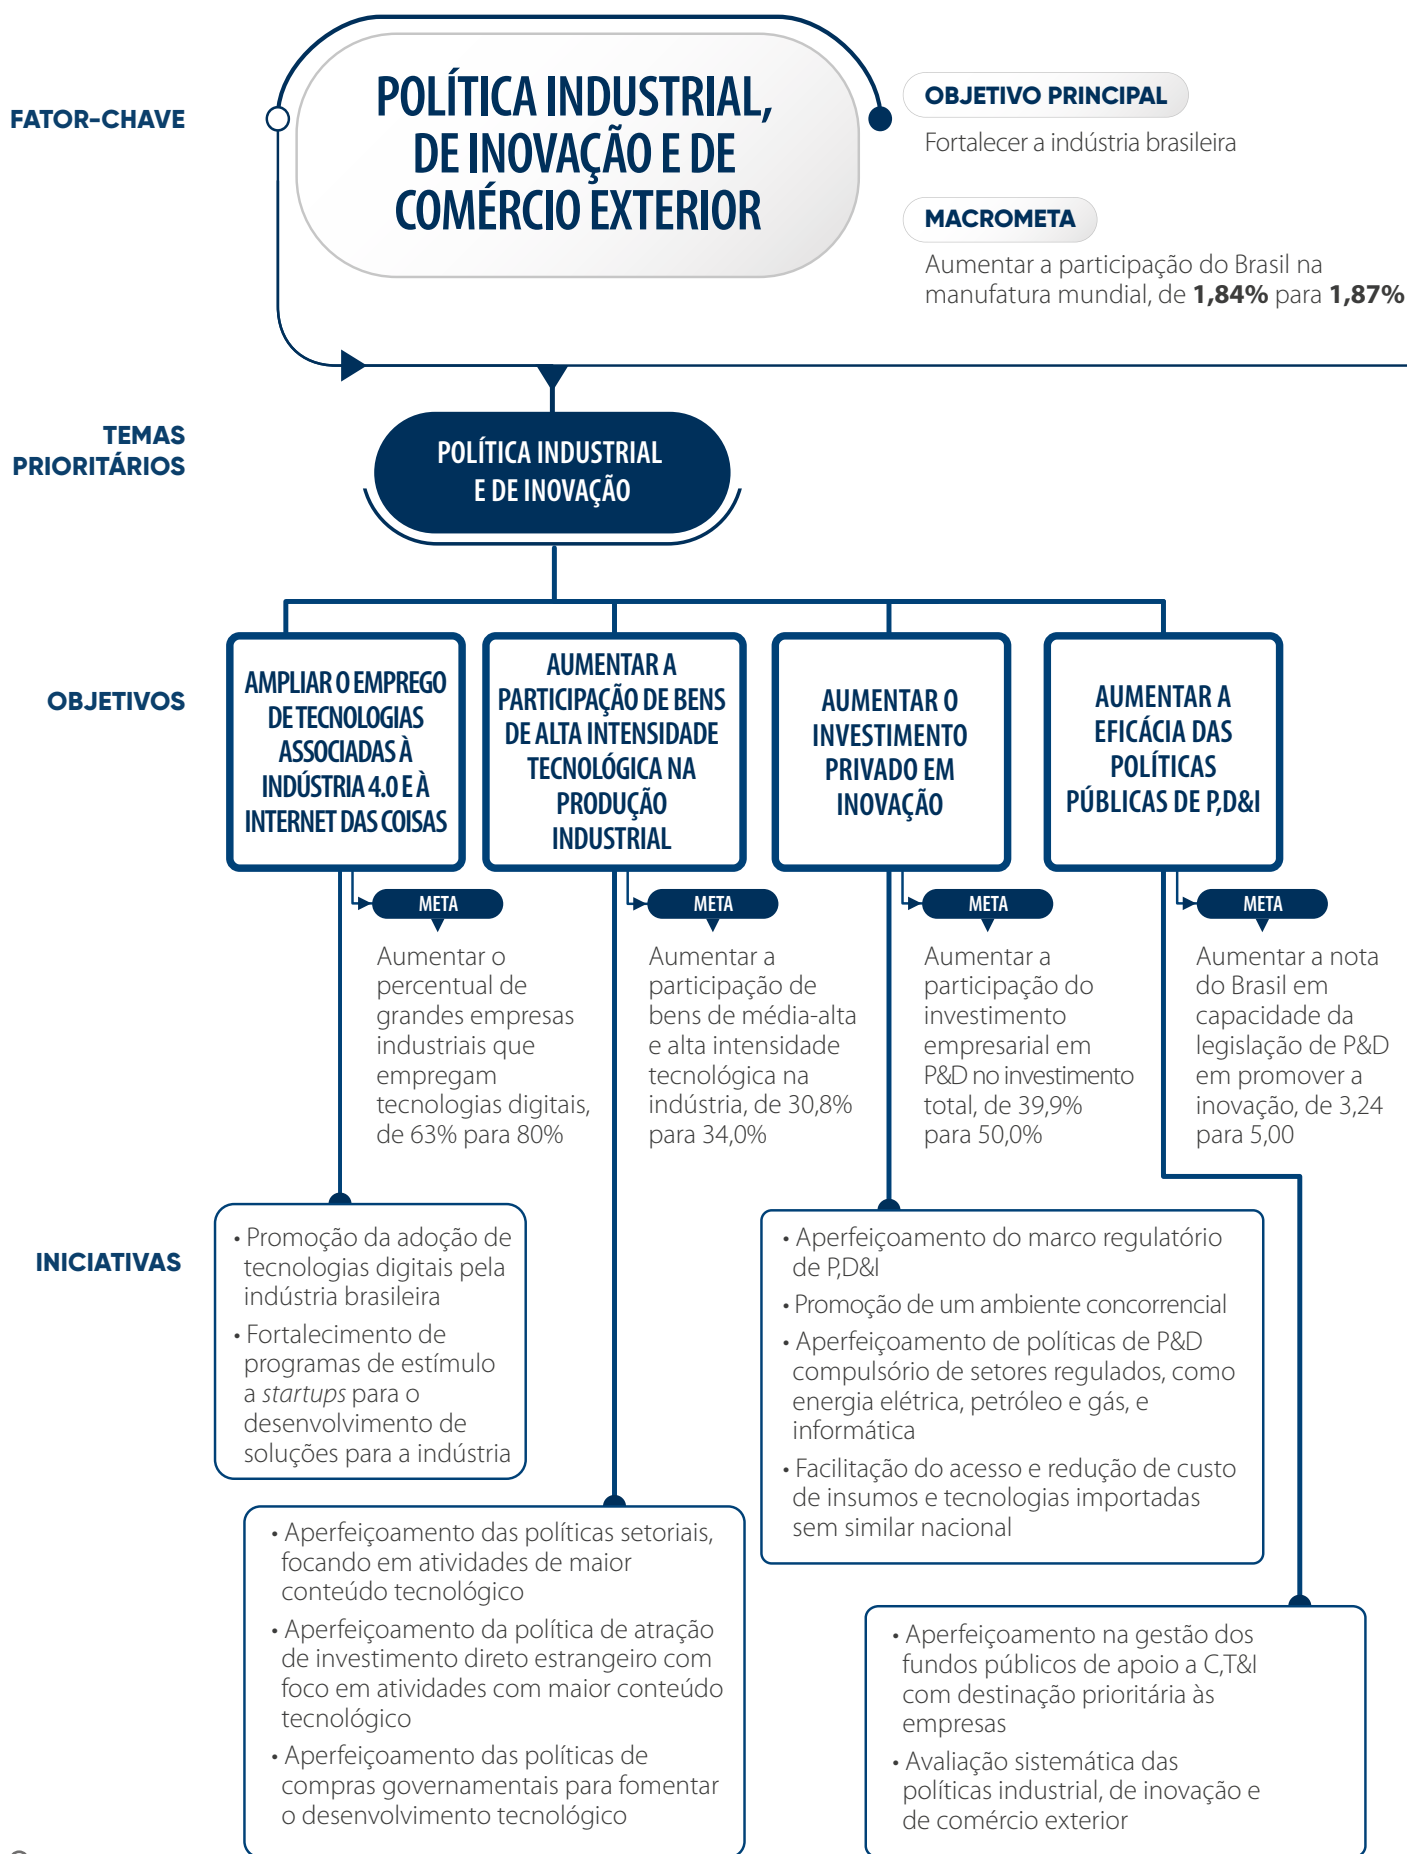 FATOR-CHAVE
POLÍTICA INDUSTRIAL,
DE INOVAÇÃO E DE
COMÉRCIO EXTERIOR
OBJETIVO PRINCIPAL
Fortalecer a indústria brasileira
MACROMETA
Aumentar a participação do Brasil na
manufatura mundial, de 1,84% para 1,87%
TEMAS
PRIORITÁRIOS
POLÍTICA INDUSTRIAL
E DE INOVAÇÃO
OBJETIVOS
AMPLIAR O EMPREGO
DE TECNOLOGIAS
ASSOCIADAS À
INDÚSTRIA 4.0 E À
INTERNET DAS COISAS
AUMENTAR A
PARTICIPAÇÃO DE BENS
DE ALTA INTENSIDADE
TECNOLÓGICA NA
PRODUÇÃO
INDUSTRIAL
AUMENTAR O
INVESTIMENTO
PRIVADO EM
INOVAÇÃO
AUMENTAR A
EFICÁCIA DAS
POLÍTICAS
PÚBLICAS DE P,D&I
META
Aumentar o
percentual de
grandes empresas
industriais que
empregam
tecnologias digitais,
de 63% para 80%
META
Aumentar a
participação de
bens de média-alta
e alta intensidade
tecnológica na
indústria, de 30,8%
para 34,0%
META
Aumentar a
participação do
investimento
empresarial em
P&D no investimento
total, de 39,9%
para 50,0%
META
Aumentar a nota
do Brasil em
capacidade da
legislação de P&D
em promover a
inovação, de 3,24
para 5,00
INICIATIVAS
• Promoção da adoção de
tecnologias digitais pela
indústria brasileira
• Fortalecimento de
programas de estímulo
a startups para o
desenvolvimento de
soluções para a indústria
• Aperfeiçoamento das políticas setoriais,
focando em atividades de maior
conteúdo tecnológico
• Aperfeiçoamento da política de atração
de investimento direto estrangeiro com
foco em atividades com maior conteúdo
tecnológico
• Aperfeiçoamento das políticas de
compras governamentais para fomentar
o desenvolvimento tecnológico
• Aperfeiçoamento do marco regulatório
de P,D&I
• Promoção de um ambiente concorrencial
• Aperfeiçoamento de políticas de P&D
compulsório de setores regulados, como
energia elétrica, petróleo e gás, e
informática
• Facilitação do acesso e redução de custo
de insumos e tecnologias importadas
sem similar nacional
• Aperfeiçoamento na gestão dos
fundos públicos de apoio a C,T&I
com destinação prioritária às
empresas
• Avaliação sistemática das
políticas industrial, de inovação e
de comércio exterior